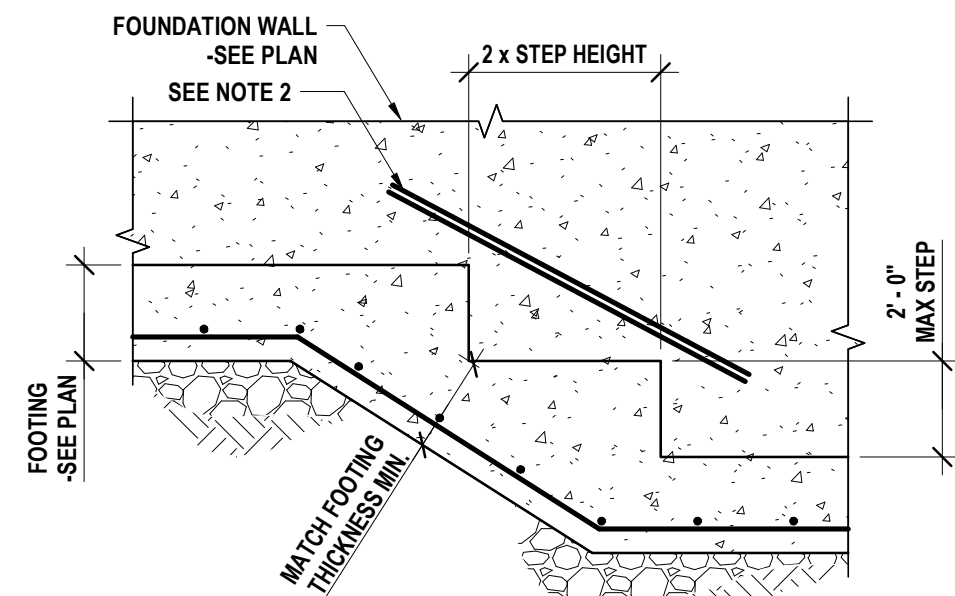 FOUNDATION WALL
-SEE PLAN
SEE NOTE 2
2 x STEP HEIGHT
2' - 0"
MAX STEP
FOOTING
-SEE PLAN
MATCH FOOTING
THICKNESS MIN.